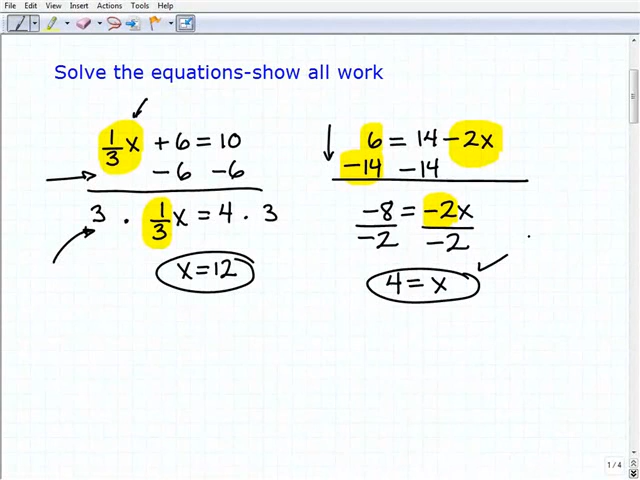 File Edit View Insert Actions Tools Help
Solve the equations-show all work
1/3 x + 6 = 10
- 6 - 6
3 · 1/3 x = 4 · 3
x = 12
6 = 14 - 2x
-14 -14
-8 = -2x
-2 -2
4 = x
1/4